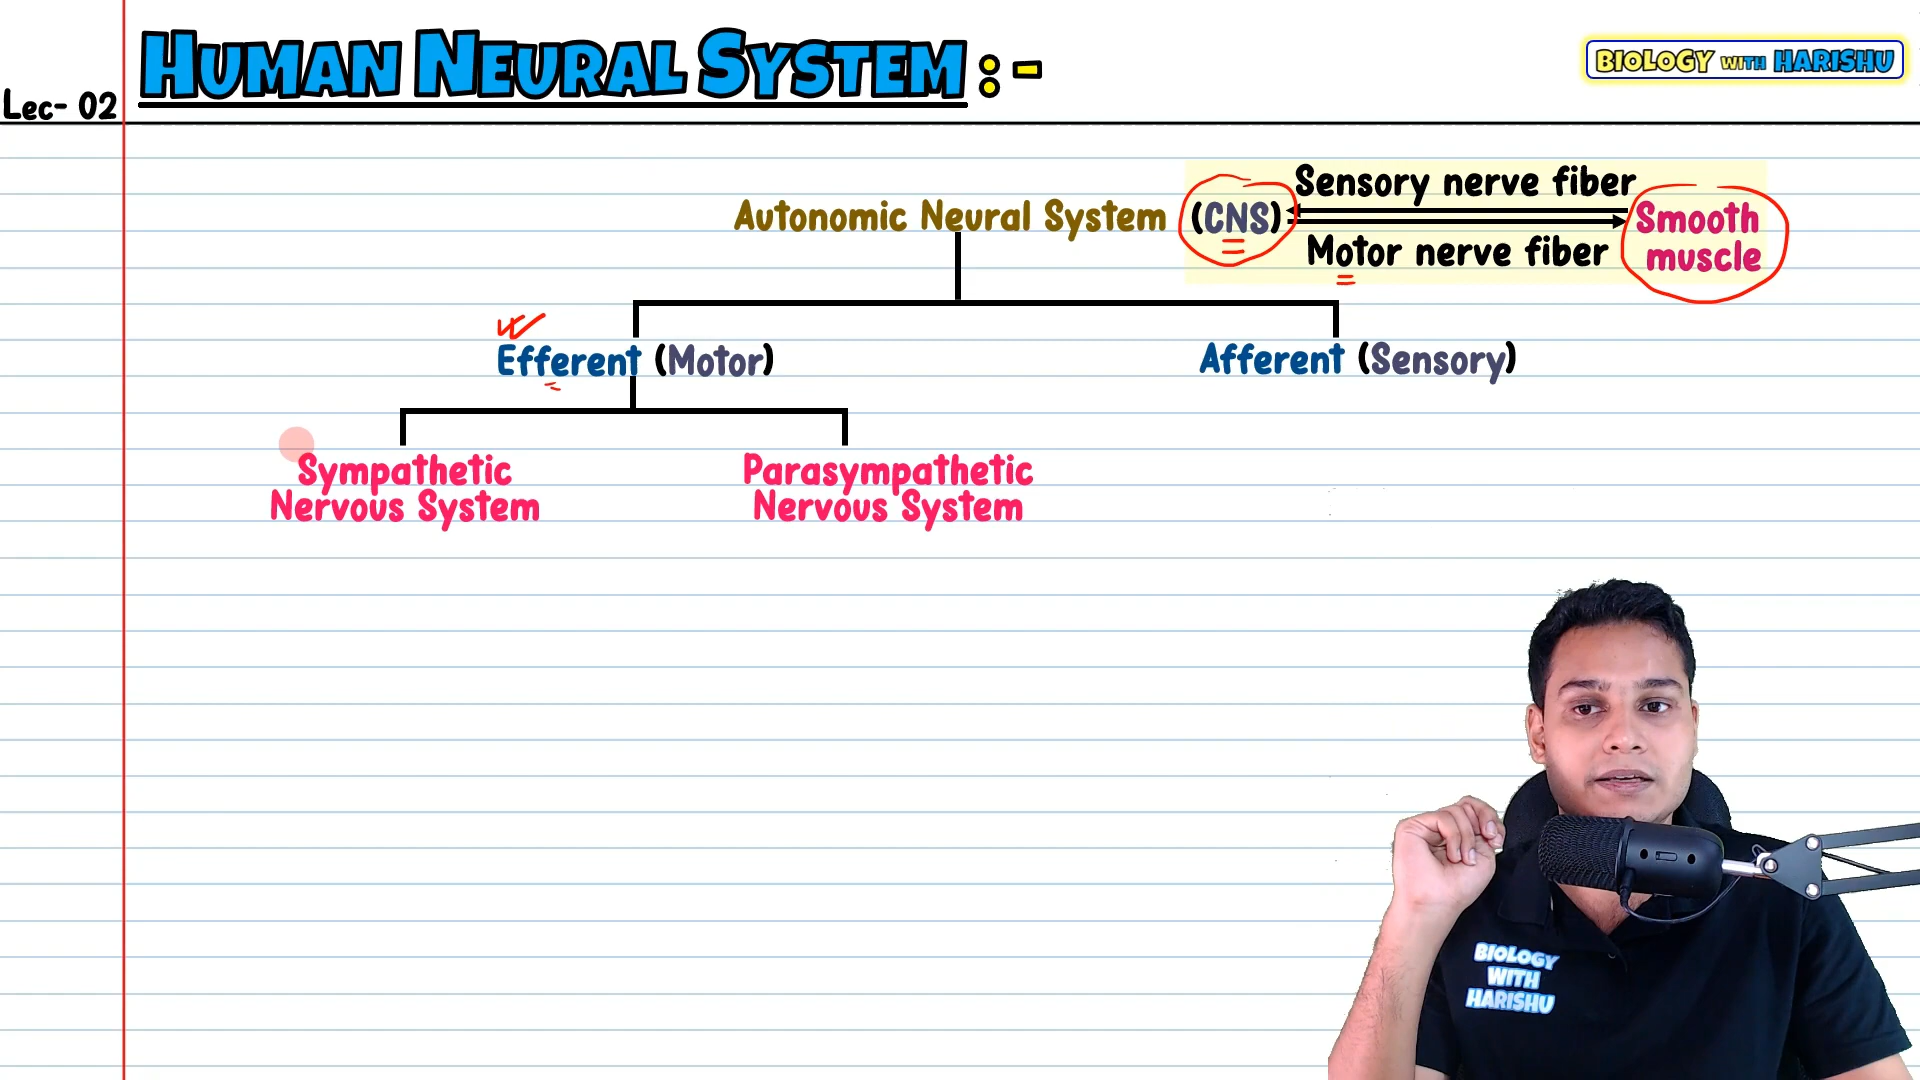 HUMAN NEURAL SYSTEM :-
BIOLOGY WITH HARISHU
Lec- 02
Sensory nerve fiber
Autonomic Neural System (CNS) Smooth muscle
Motor nerve fiber
Efferent (Motor) Afferent (Sensory)
Sympathetic Nervous System
Parasympathetic Nervous System
BIOLOGY
WITH
HARISHU